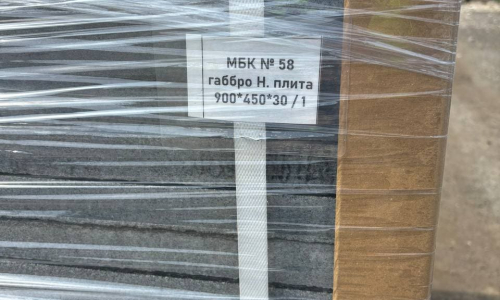 МБК № 58
габбро Н. плита
900*450*30 / 1